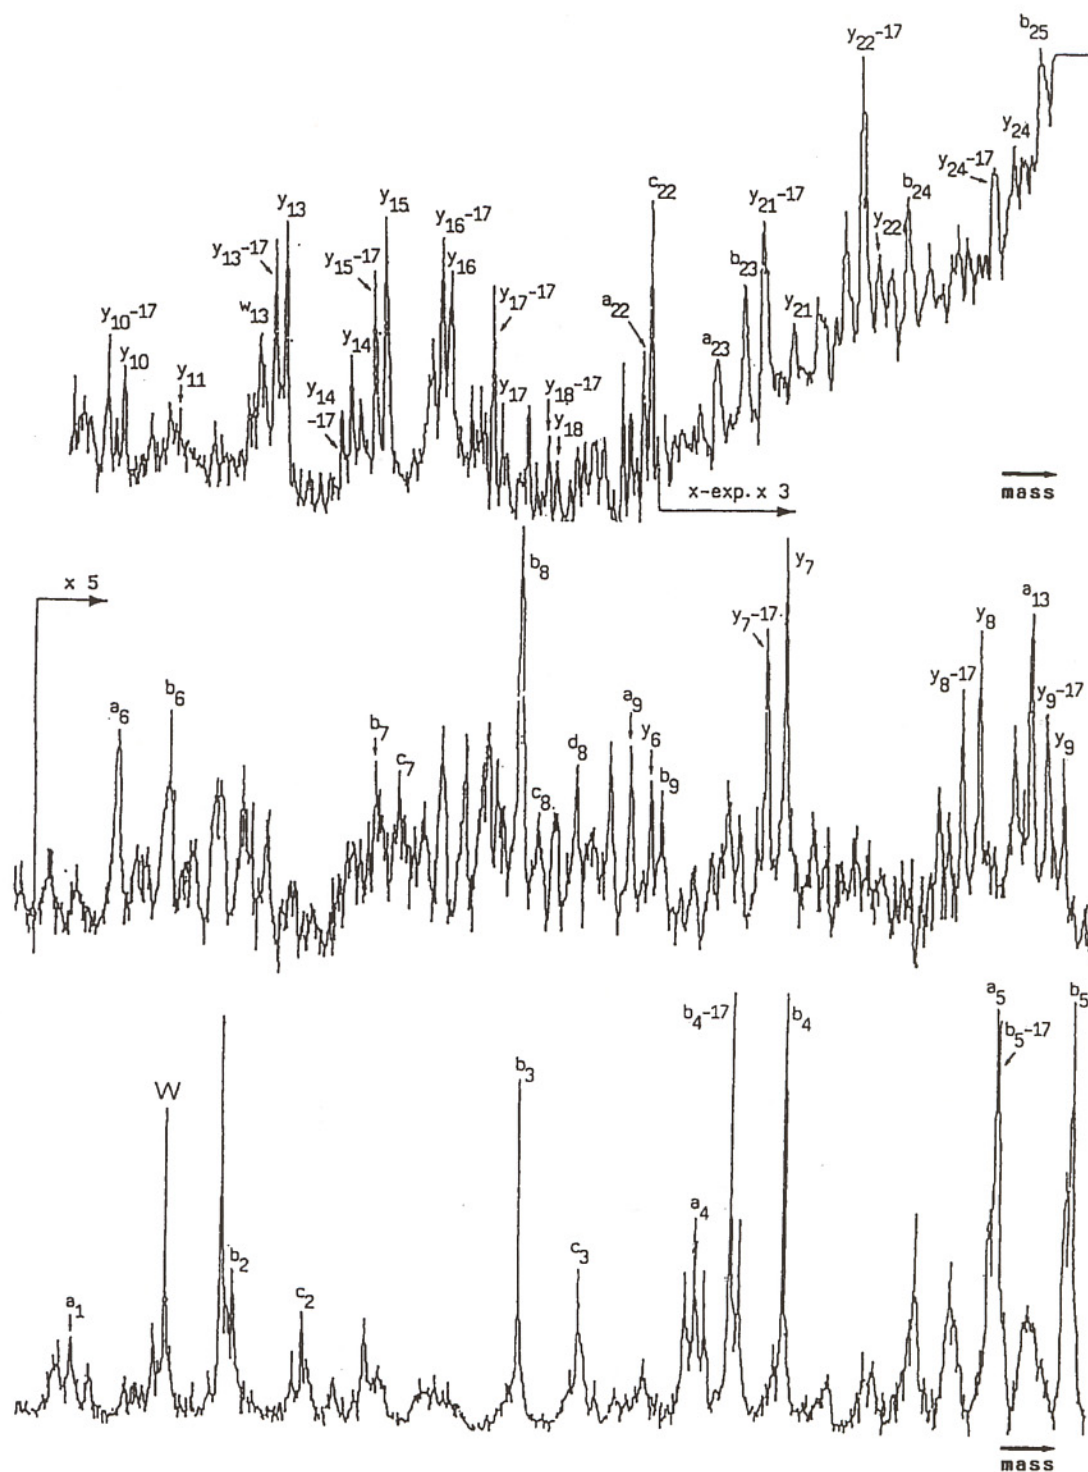 b25
y22-17
y24
y24-17
b24
c22
y21-17
y13
y15
y16-17
y22
y13-17
y15-17
y16
b23
w13
y17-17
a22
y21
y10-17
y14
a23
y10
y11
y14-17
y17
y18-17
y18
x-exp. x 3
mass
b8
y7
x 5
a13
y7-17
y8
b6
y8-17
a6
a9
y9-17
b7
d8
y6
y9
c7
c8
b9
a5
b5
b4-17
b4
b5-17
b3
W
a4
b2
c3
a1
c2
mass